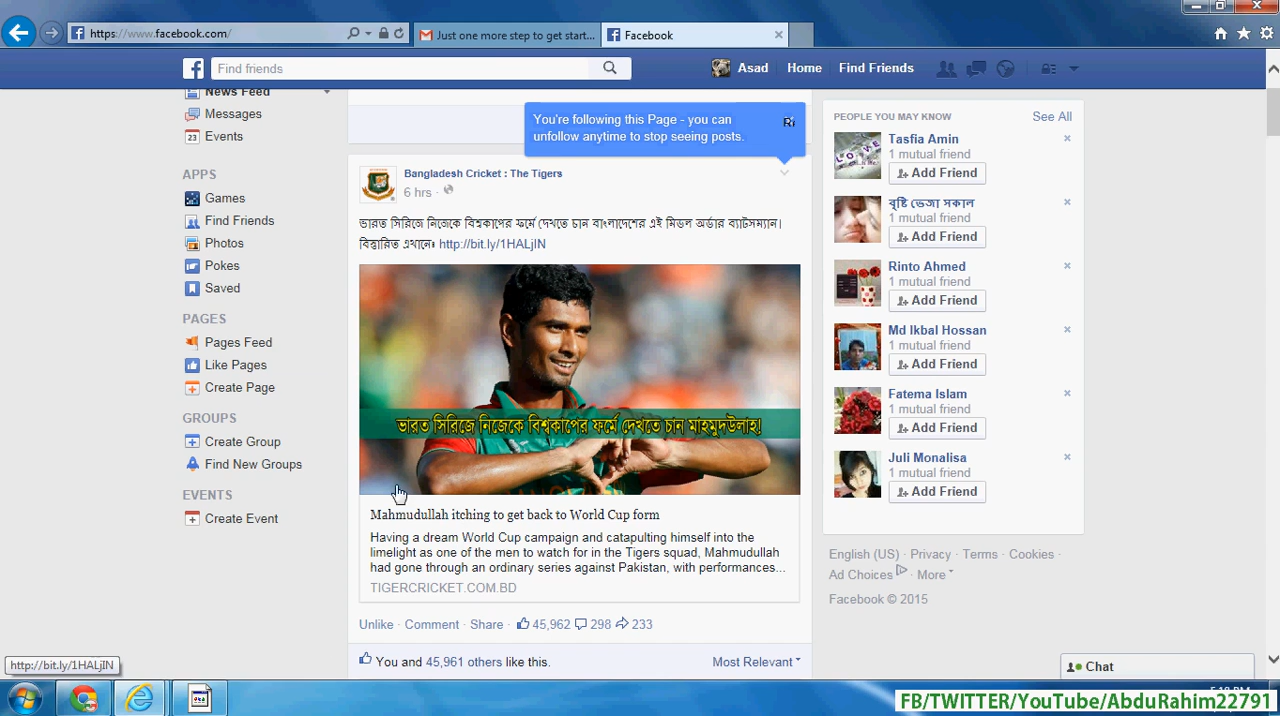 https://www.facebook.com/
Just one more step to get start...
Facebook
Find friends
Asad
Home
Find Friends
News Feed
Messages
23 Events
APPS
Games
Find Friends
Photos
Pokes
Saved
PAGES
Pages Feed
Like Pages
Create Page
GROUPS
Create Group
Find New Groups
EVENTS
Create Event
You're following this Page - you can
unfollow anytime to stop seeing posts.
Bangladesh Cricket : The Tigers
6 hrs ·
ভারত সিরিজে নিজেকে বিশ্বকাপের ফর্মে দেখতে চান বাংলাদেশের এই মিডল অর্ডার ব্যাটসম্যান।
বিস্তারিত এখানেঃ http://bit.ly/1HALjIN
ভারত সিরিজে নিজেকে বিশ্বকাপের ফর্মে দেখতে চান মাহমুদউলাহ!
Mahmudullah itching to get back to World Cup form
Having a dream World Cup campaign and catapulting himself into the
limelight as one of the men to watch for in the Tigers squad, Mahmudullah
had gone through an ordinary series against Pakistan, with performances...
TIGERCRICKET.COM.BD
Unlike · Comment · Share · 45,962 298 233
You and 45,961 others like this.
Most Relevant
PEOPLE YOU MAY KNOW
See All
Tasfia Amin
1 mutual friend
Add Friend
বৃষ্টি ভেজা সকাল
1 mutual friend
Add Friend
Rinto Ahmed
1 mutual friend
Add Friend
Md Ikbal Hossan
1 mutual friend
Add Friend
Fatema Islam
1 mutual friend
Add Friend
Juli Monalisa
1 mutual friend
Add Friend
English (US) · Privacy · Terms · Cookies ·
Ad Choices · More
Facebook © 2015
Chat
http://bit.ly/1HALjIN
FB/TWITTER/YouTube/AbduRahim22791